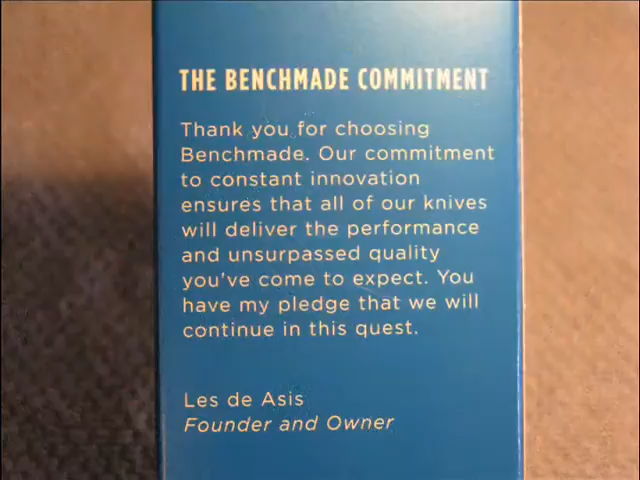 THE BENCHMADE COMMITMENT
Thank you for choosing
Benchmade. Our commitment
to constant innovation
ensures that all of our knives
will deliver the performance
and unsurpassed quality
you've come to expect. You
have my pledge that we will
continue in this quest.
Les de Asis
Founder and Owner